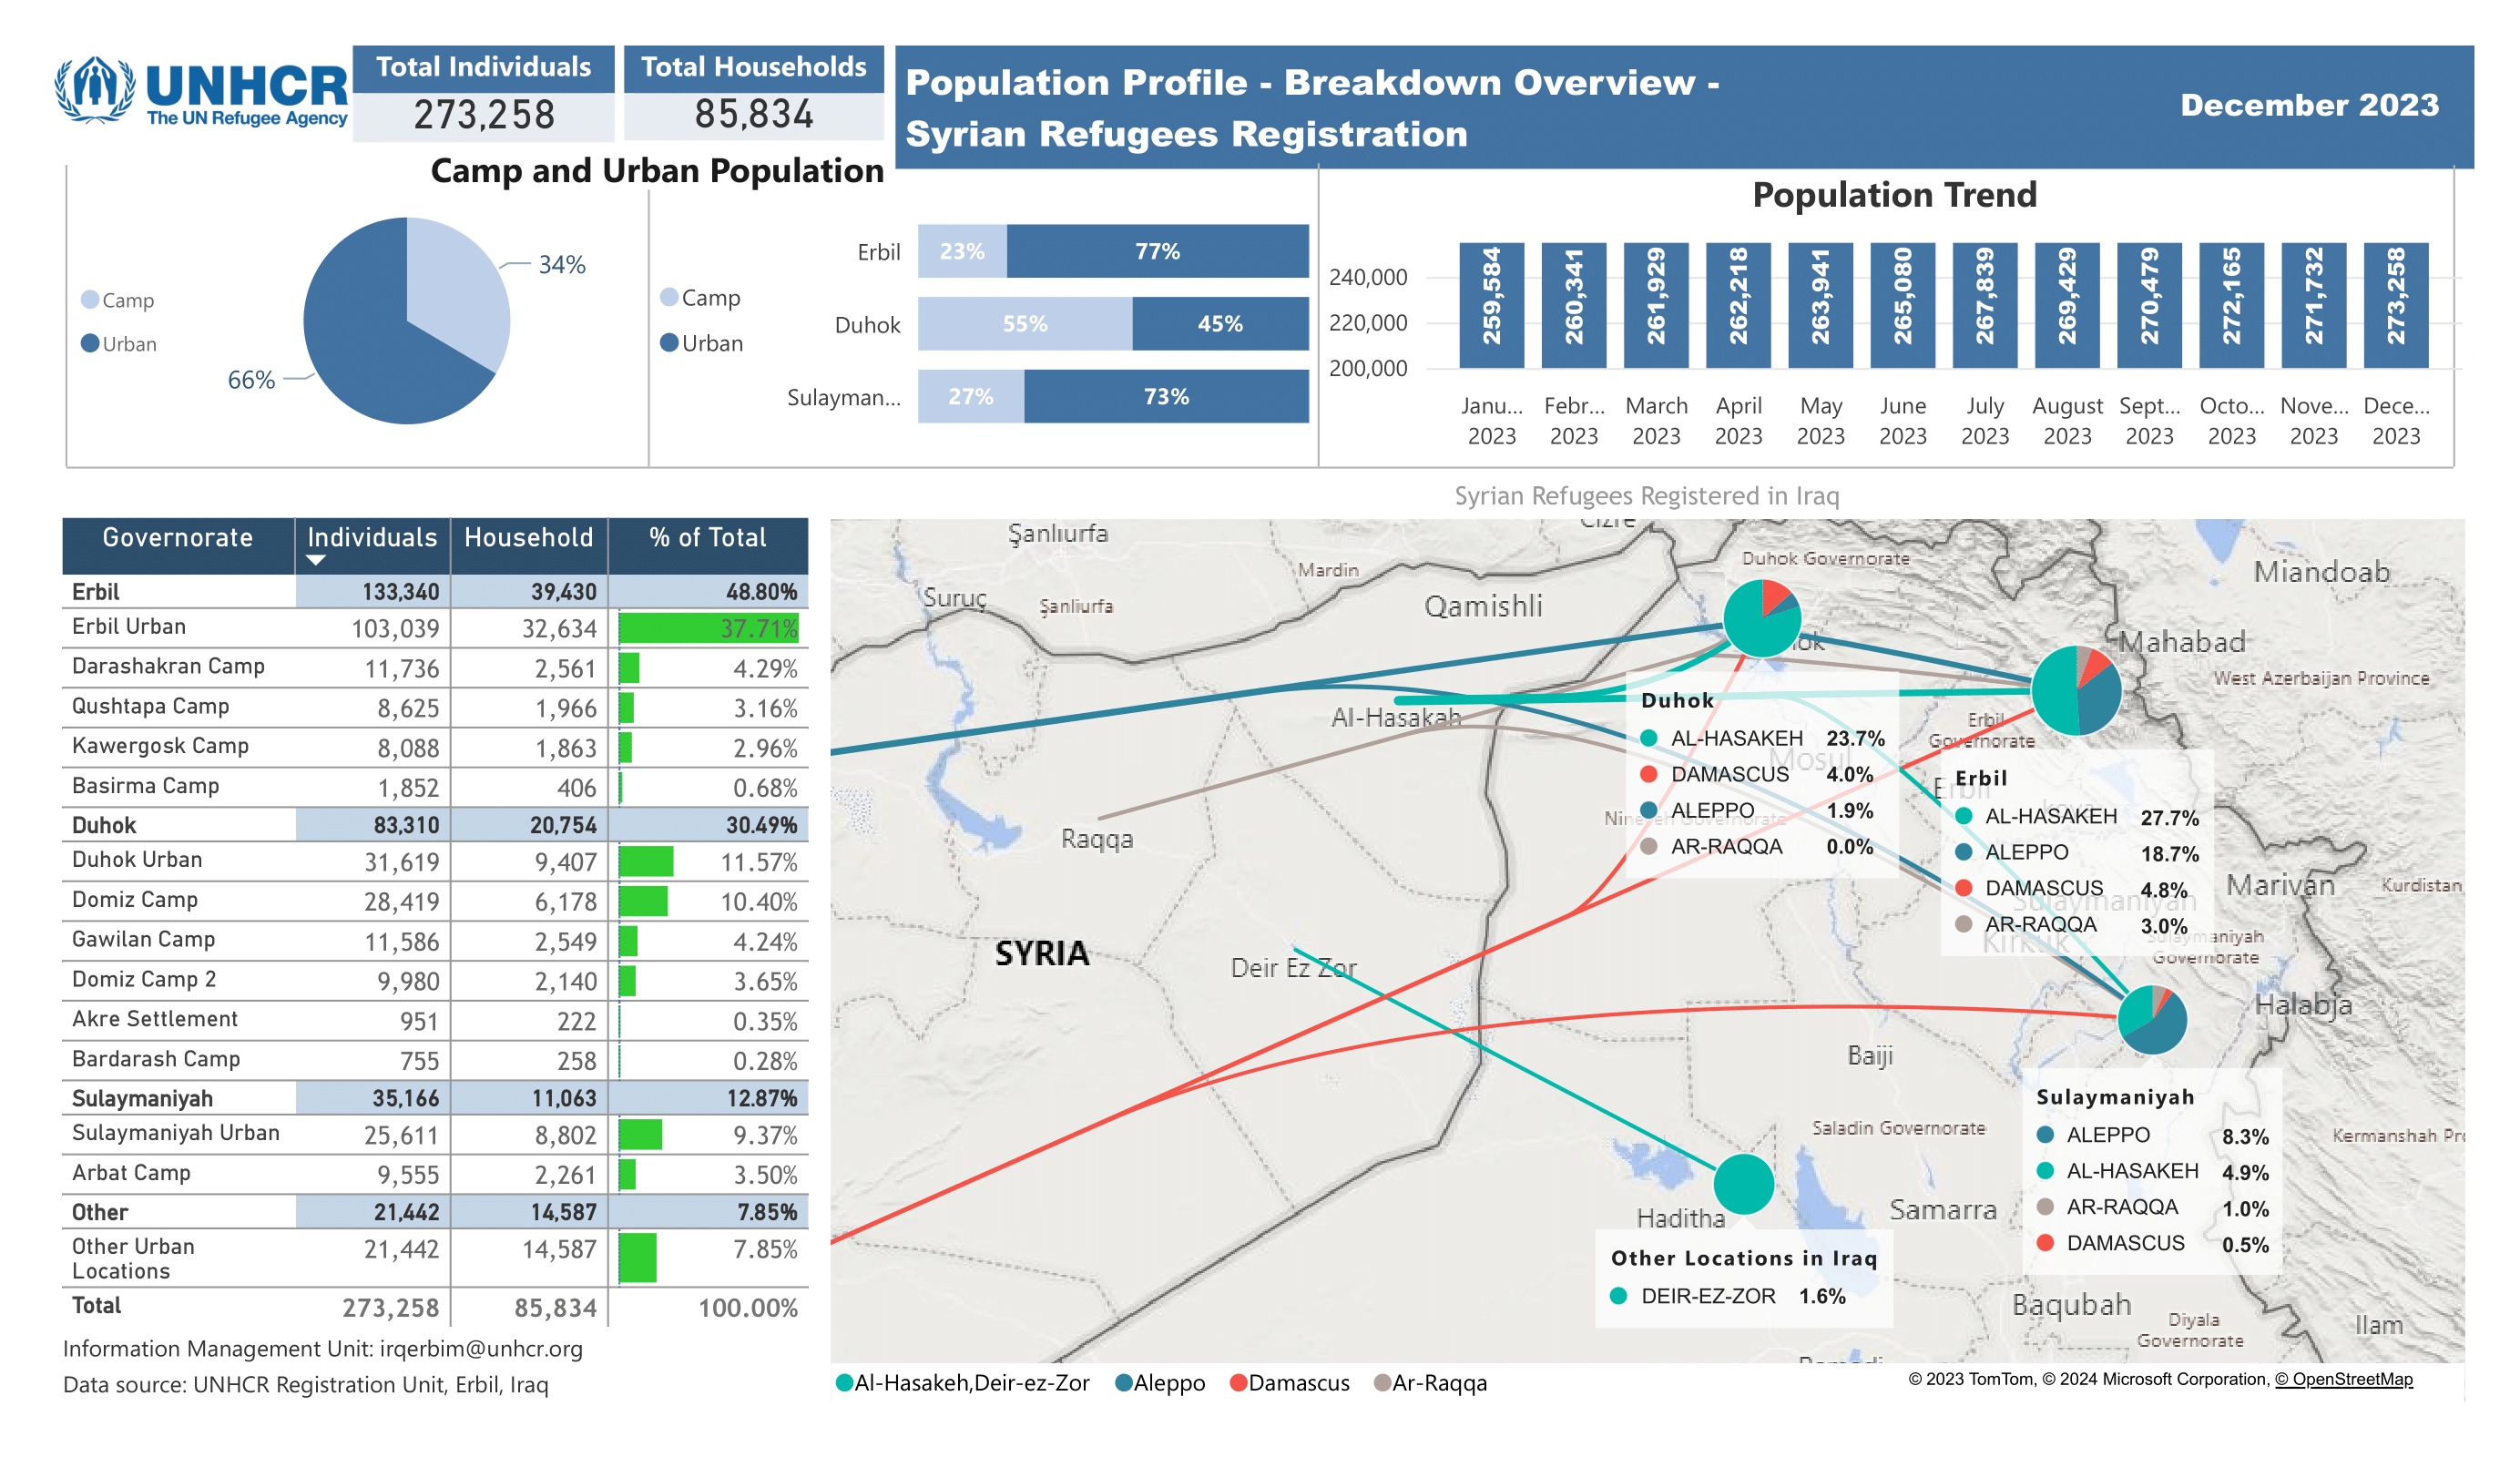 UNHCR
The UN Refugee Agency
Total Individuals
273,258
Total Households
85,834
Population Profile - Breakdown Overview -
Syrian Refugees Registration
December 2023
Camp and Urban Population
Camp
Urban
34%
66%
Camp
Urban
Erbil 23% 77%
Duhok 55% 45%
Sulayman... 27% 73%
Population Trend
240,000
220,000
200,000
259,584 260,341 261,929 262,218 263,941 265,080 267,839 269,429 270,479 272,165 271,732 273,258
Janu... Febr... March April May June July August Sept... Octo... Nove... Dece...
2023 2023 2023 2023 2023 2023 2023 2023 2023 2023 2023 2023
Governorate Individuals Household % of Total
Erbil 133,340 39,430 48.80%
Erbil Urban 103,039 32,634 37.71%
Darashakran Camp 11,736 2,561 4.29%
Qushtapa Camp 8,625 1,966 3.16%
Kawergosk Camp 8,088 1,863 2.96%
Basirma Camp 1,852 406 0.68%
Duhok 83,310 20,754 30.49%
Duhok Urban 31,619 9,407 11.57%
Domiz Camp 28,419 6,178 10.40%
Gawilan Camp 11,586 2,549 4.24%
Domiz Camp 2 9,980 2,140 3.65%
Akre Settlement 951 222 0.35%
Bardarash Camp 755 258 0.28%
Sulaymaniyah 35,166 11,063 12.87%
Sulaymaniyah Urban 25,611 8,802 9.37%
Arbat Camp 9,555 2,261 3.50%
Other 21,442 14,587 7.85%
Other Urban
Locations 21,442 14,587 7.85%
Total 273,258 85,834 100.00%
Information Management Unit: irqerbim@unhcr.org
Data source: UNHCR Registration Unit, Erbil, Iraq
Syrian Refugees Registered in Iraq
Şanlıurfa
Cizre
Mardin
Duhok Governorate
Miandoab
Suruç
Şanliurfa
Qamishli
Mahabad
West Azerbaijan Province
Al-Hasakah
Erbil
Governorate
Mosul
Erbil
Raqqa
Marivan
Kurdistan
Sulaymaniyah
Kirkuk
Sulaymaniyah
Governorate
SYRIA
Deir Ez Zor
Halabja
Baiji
Saladin Governorate
Haditha
Samarra
Baqubah
Diyala
Governorate
Ilam
Duhok
AL-HASAKEH 23.7%
DAMASCUS 4.0%
ALEPPO 1.9%
AR-RAQQA 0.0%
Erbil
AL-HASAKEH 27.7%
ALEPPO 18.7%
DAMASCUS 4.8%
AR-RAQQA 3.0%
Sulaymaniyah
ALEPPO 8.3%
AL-HASAKEH 4.9%
AR-RAQQA 1.0%
DAMASCUS 0.5%
Other Locations in Iraq
DEIR-EZ-ZOR 1.6%
Al-Hasakeh,Deir-ez-Zor Aleppo Damascus Ar-Raqqa
© 2023 TomTom, © 2024 Microsoft Corporation, © OpenStreetMap